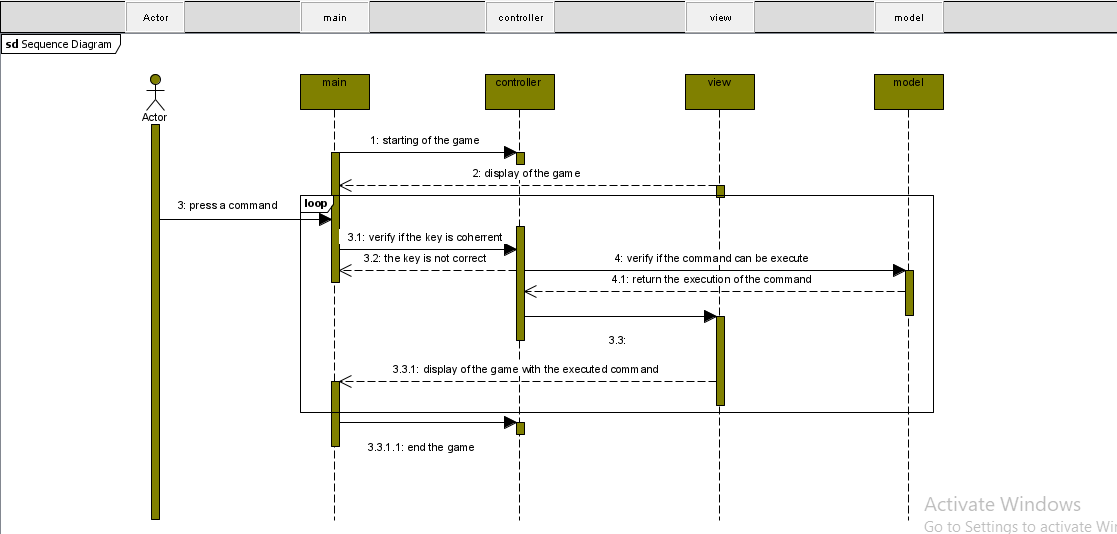 Actor
main
controller
view
model
sd Sequence Diagram
main
controller
view
model
Actor
1: starting of the game
2: display of the game
loop
3: press a command
3.1: verify if the key is coherrent
3.2: the key is not correct
4: verify if the command can be execute
4.1: return the execution of the command
3.3:
3.3.1: display of the game with the executed command
3.3.1.1: end the game
Activate Windows
Go to Settings to activate Wi